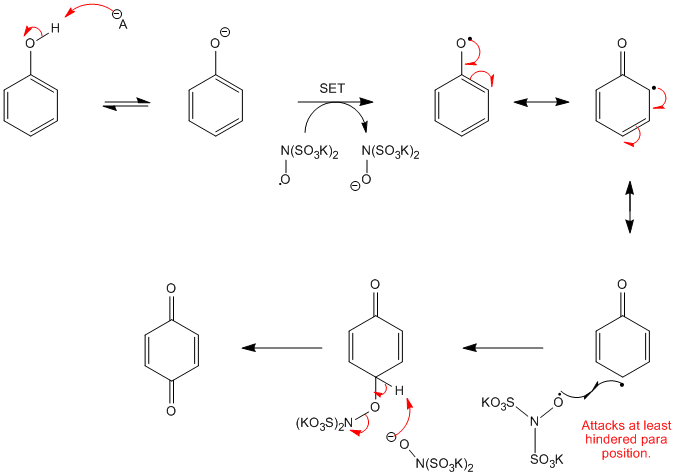 H
O
⊖
A
⊖
O
SET
N(SO3K)2
O
•
N(SO3K)2
⊖
O
O•
O
•
O
O
O
(KO3S)2N
O
H
⊖
O
N(SO3K)2
O
•
KO3S
N
O•
SO3K
Attacks at least
hindered para
position.